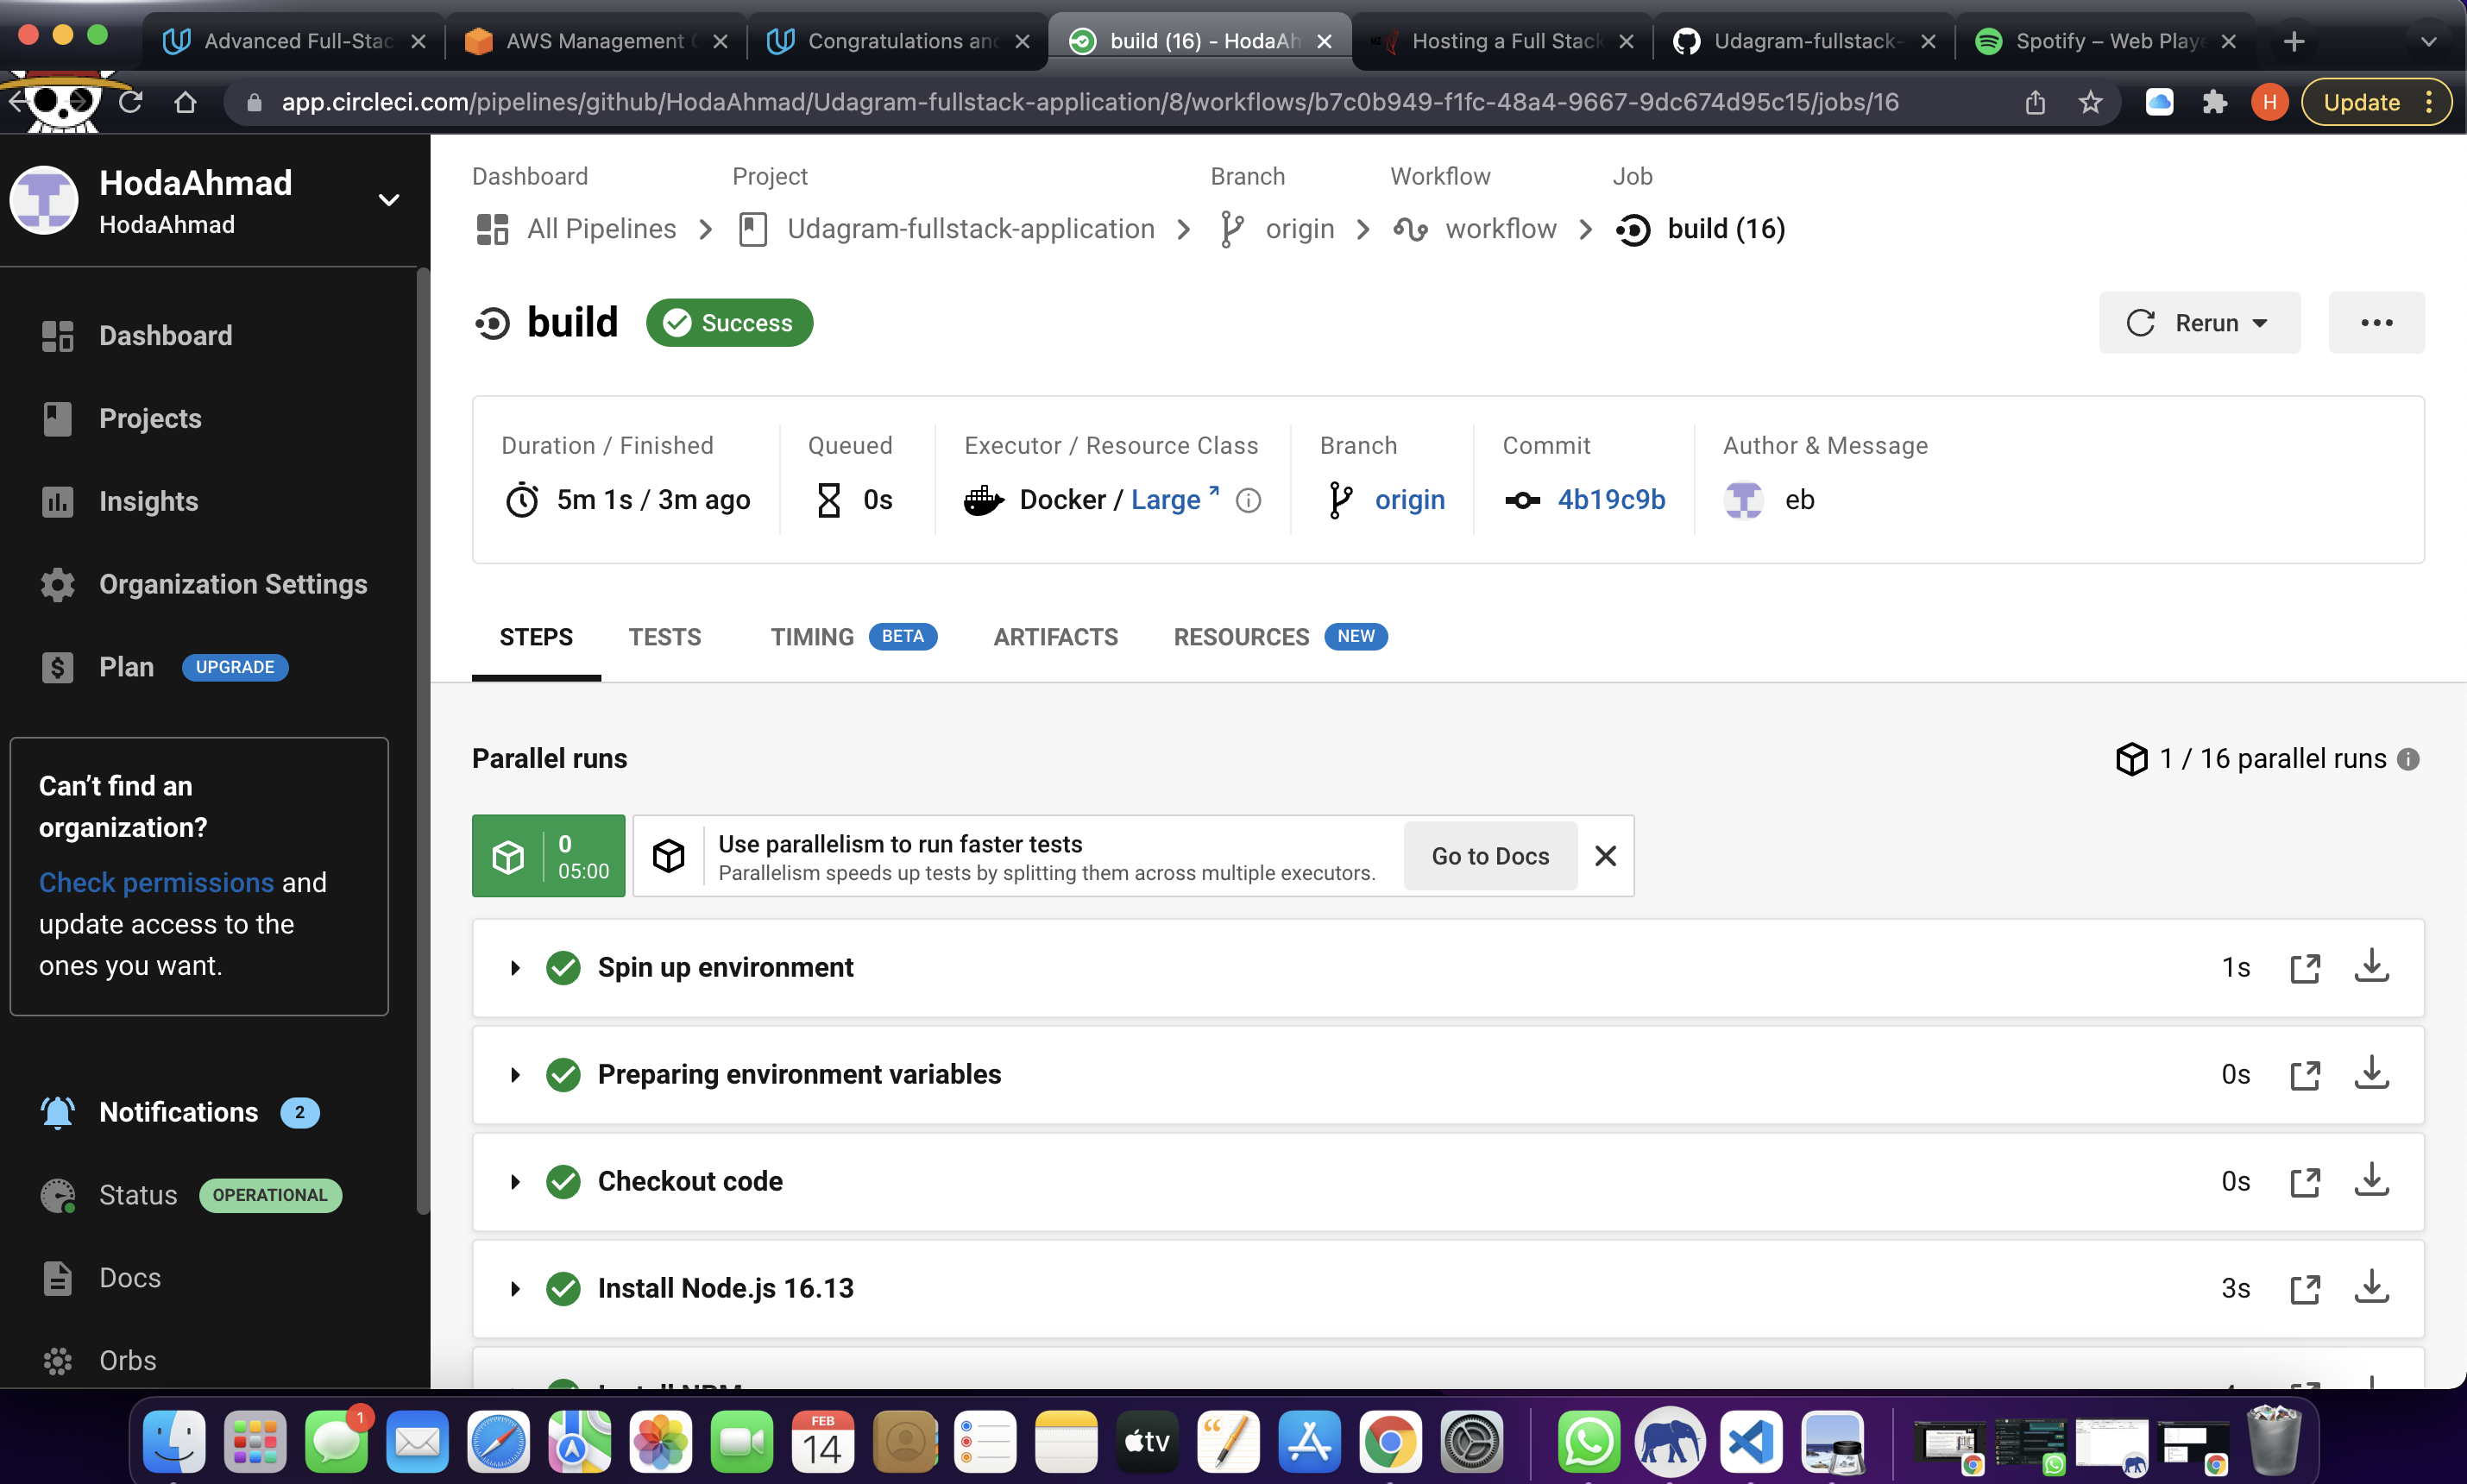 Advanced Full-Stac
AWS Management
Congratulations and
build (16) - HodaAh
Hosting a Full Stack
Udagram-fullstack-
Spotify – Web Playe
app.circleci.com/pipelines/github/HodaAhmad/Udagram-fullstack-application/8/workflows/b7c0b949-f1fc-48a4-9667-9dc674d95c15/jobs/16
H
Update
HodaAhmad
HodaAhmad
Dashboard
Projects
Insights
Organization Settings
Plan UPGRADE
Can't find an
organization?
Check permissions and
update access to the
ones you want.
Notifications 2
Status OPERATIONAL
Docs
Orbs
Dashboard Project Branch Workflow Job
All Pipelines Udagram-fullstack-application origin workflow build (16)
build Success
Rerun
Duration / Finished Queued Executor / Resource Class Branch Commit Author & Message
5m 1s / 3m ago 0s Docker / Large origin 4b19c9b eb
STEPS TESTS TIMING BETA ARTIFACTS RESOURCES NEW
Parallel runs
1 / 16 parallel runs
0
05:00
Use parallelism to run faster tests
Parallelism speeds up tests by splitting them across multiple executors.
Go to Docs
Spin up environment 1s
Preparing environment variables 0s
Checkout code 0s
Install Node.js 16.13 3s
1
FEB
14
tv